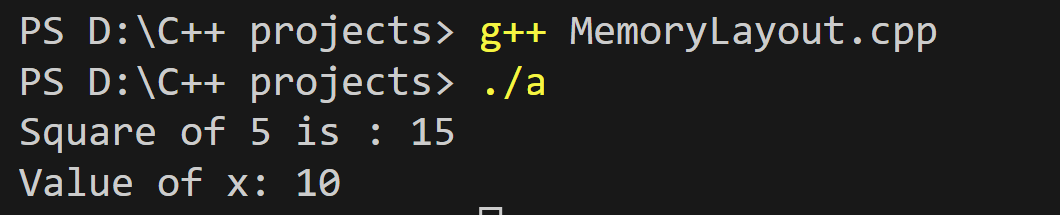 PS D:\C++ projects> g++ MemoryLayout.cpp
PS D:\C++ projects> ./a
Square of 5 is : 15
Value of x: 10